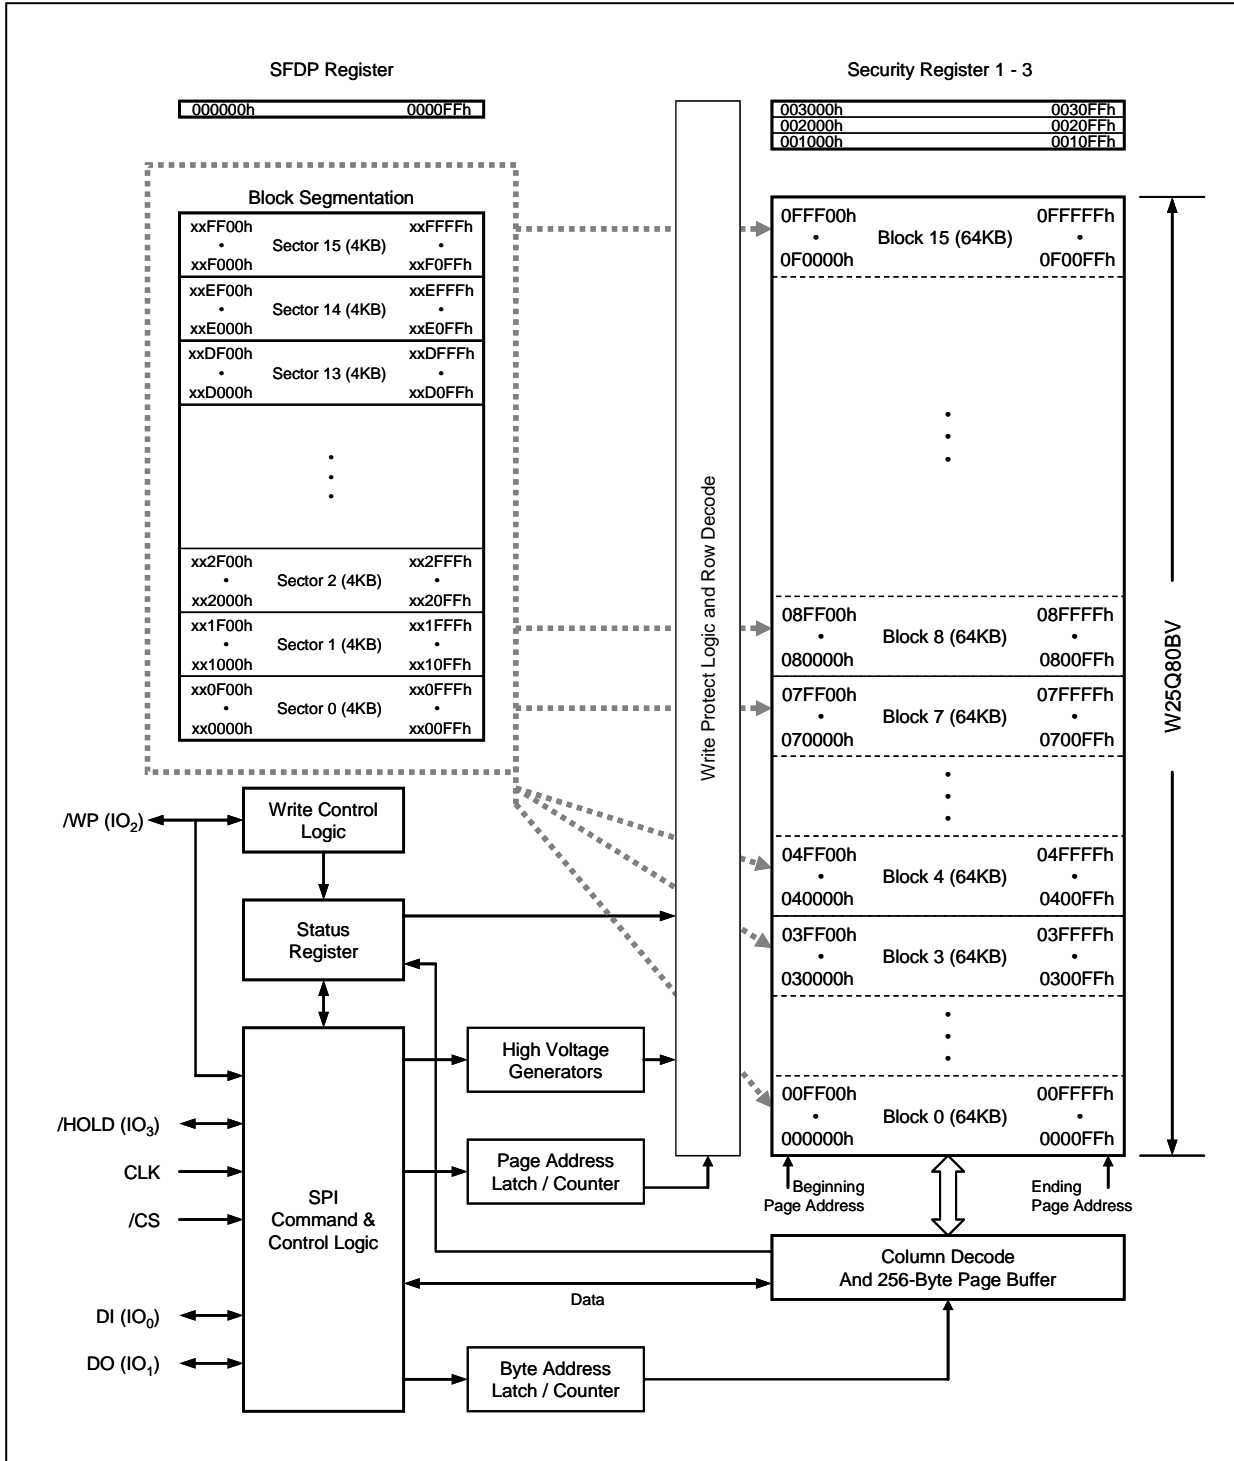 SFDP Register
000000h 0000FFh
Security Register 1 - 3
003000h 0030FFh
002000h 0020FFh
001000h 0010FFh
Block Segmentation
xxFF00h xxFFFFh
• Sector 15 (4KB) •
xxF000h xxF0FFh
xxEF00h xxEFFFh
• Sector 14 (4KB) •
xxE000h xxE0FFh
xxDF00h xxDFFFh
• Sector 13 (4KB) •
xxD000h xxD0FFh
xx2F00h xx2FFFh
• Sector 2 (4KB) •
xx2000h xx20FFh
xx1F00h xx1FFFh
• Sector 1 (4KB) •
xx1000h xx10FFh
xx0F00h xx0FFFh
• Sector 0 (4KB) •
xx0000h xx00FFh
Write Protect Logic and Row Decode
0FFF00h 0FFFFFh
• Block 15 (64KB) •
0F0000h 0F00FFh
08FF00h 08FFFFh
• Block 8 (64KB) •
080000h 0800FFh
07FF00h 07FFFFh
• Block 7 (64KB) •
070000h 0700FFh
04FF00h 04FFFFh
• Block 4 (64KB) •
040000h 0400FFh
03FF00h 03FFFFh
• Block 3 (64KB) •
030000h 0300FFh
00FF00h 00FFFFh
• Block 0 (64KB) •
000000h 0000FFh
W25Q80BV
Beginning
Page Address
Ending
Page Address
/WP (IO2)
Write Control
Logic
Status
Register
High Voltage
Generators
/HOLD (IO3)
CLK
/CS
DI (IO0)
DO (IO1)
SPI
Command &
Control Logic
Page Address
Latch / Counter
Column Decode
And 256-Byte Page Buffer
Data
Byte Address
Latch / Counter